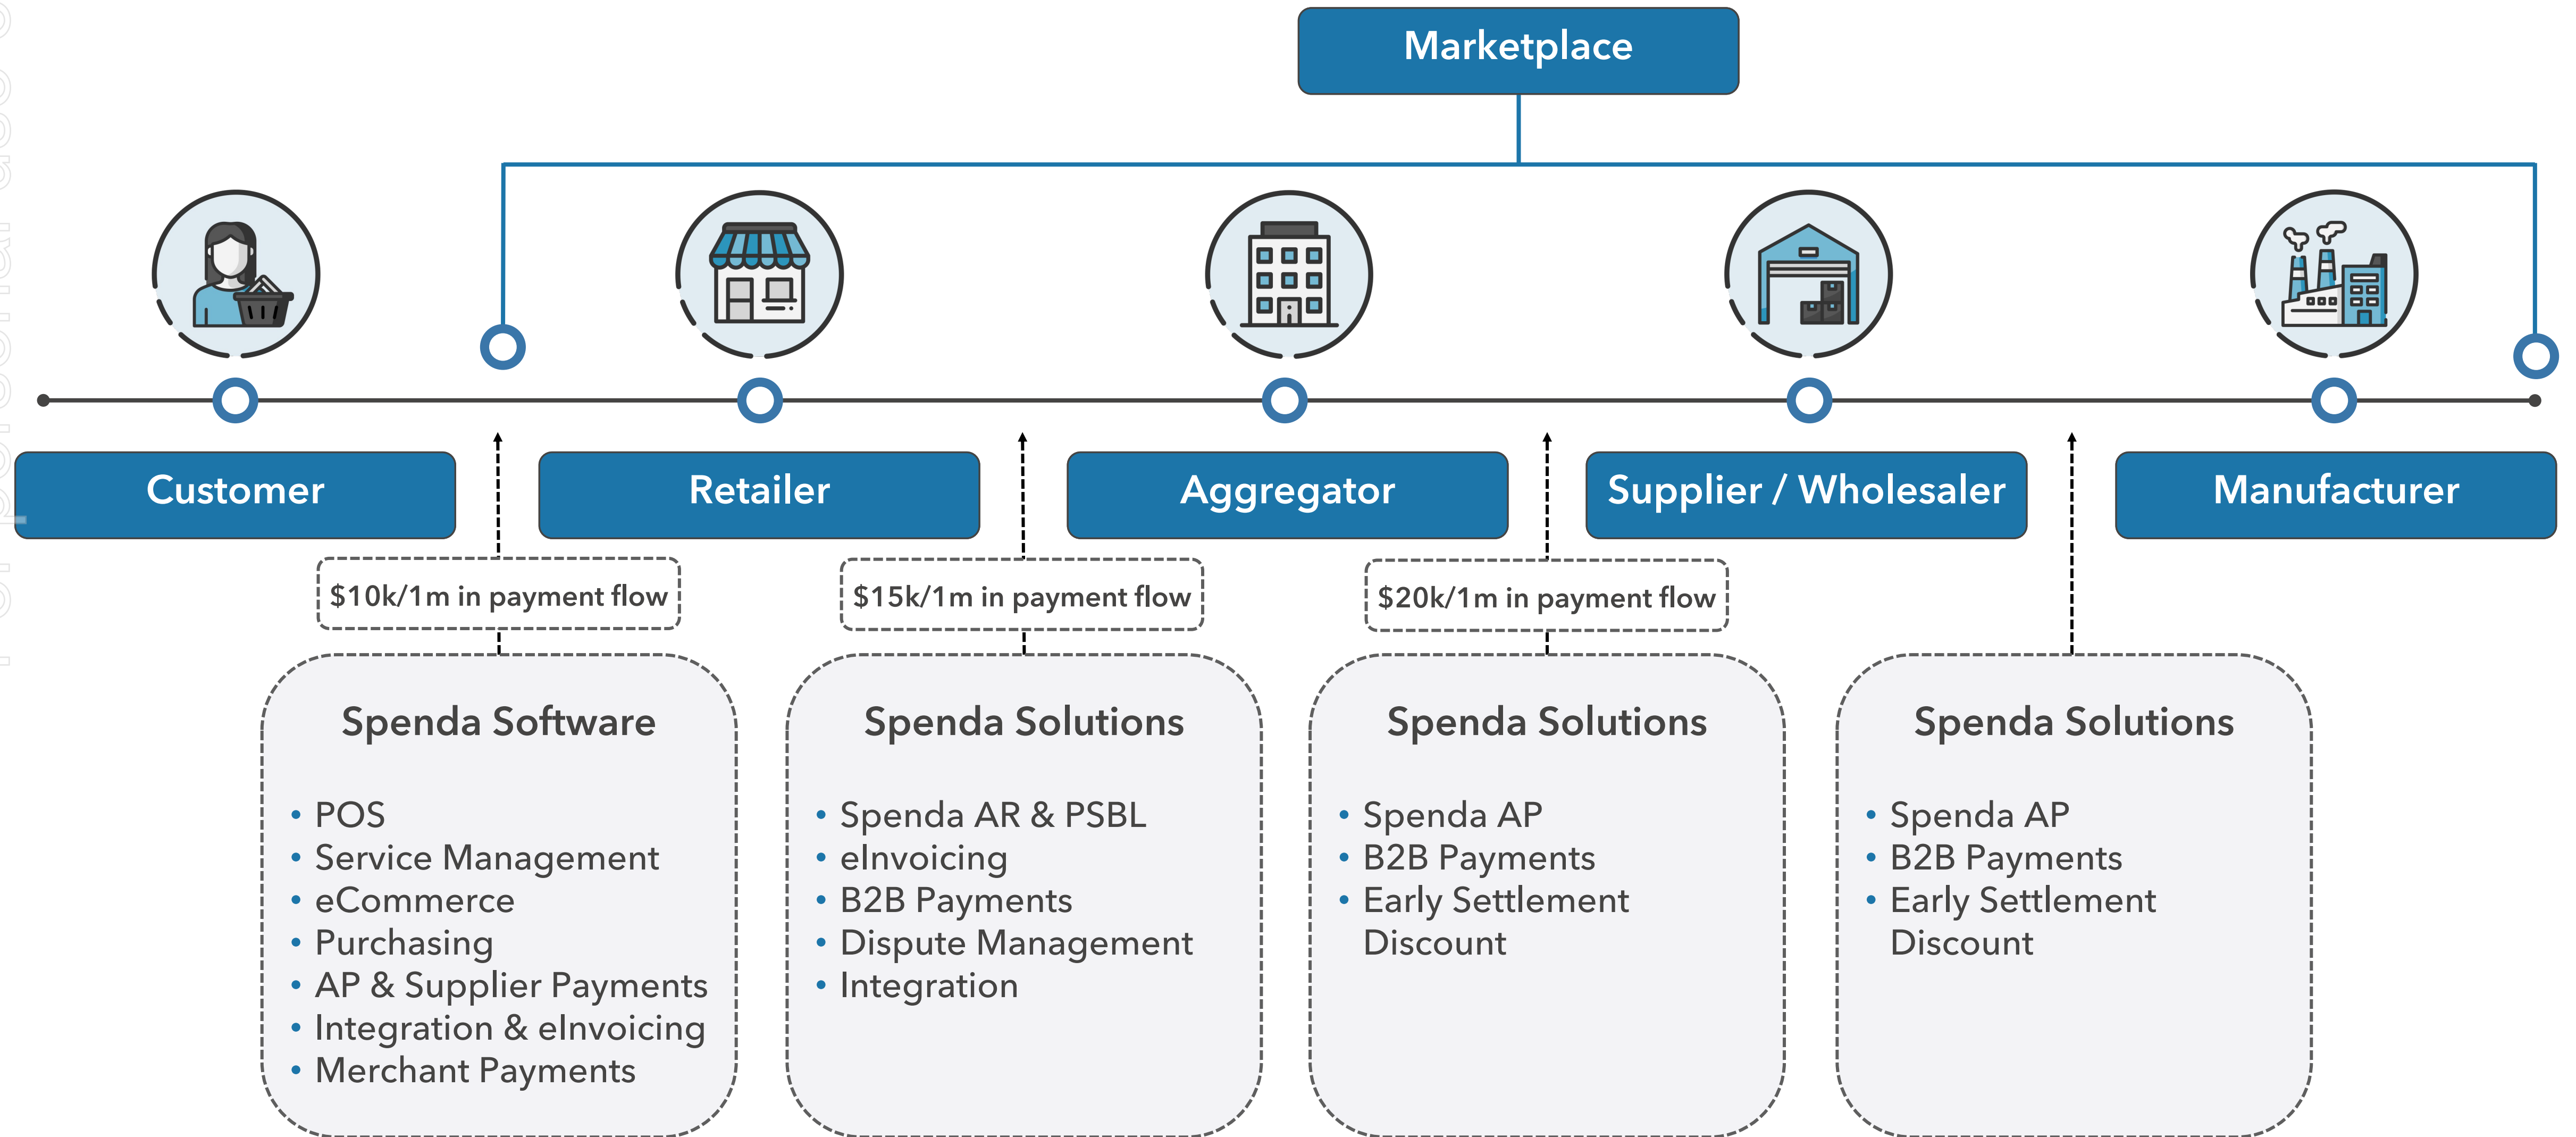 Marketplace
Customer
Retailer
Aggregator
Supplier / Wholesaler
Manufacturer
$10k/1m in payment flow
$15k/1m in payment flow
$20k/1m in payment flow
Spenda Software
• POS
• Service Management
• eCommerce
• Purchasing
• AP & Supplier Payments
• Integration & eInvoicing
• Merchant Payments
Spenda Solutions
• Spenda AR & PSBL
• eInvoicing
• B2B Payments
• Dispute Management
• Integration
Spenda Solutions
• Spenda AP
• B2B Payments
• Early Settlement
Discount
Spenda Solutions
• Spenda AP
• B2B Payments
• Early Settlement
Discount